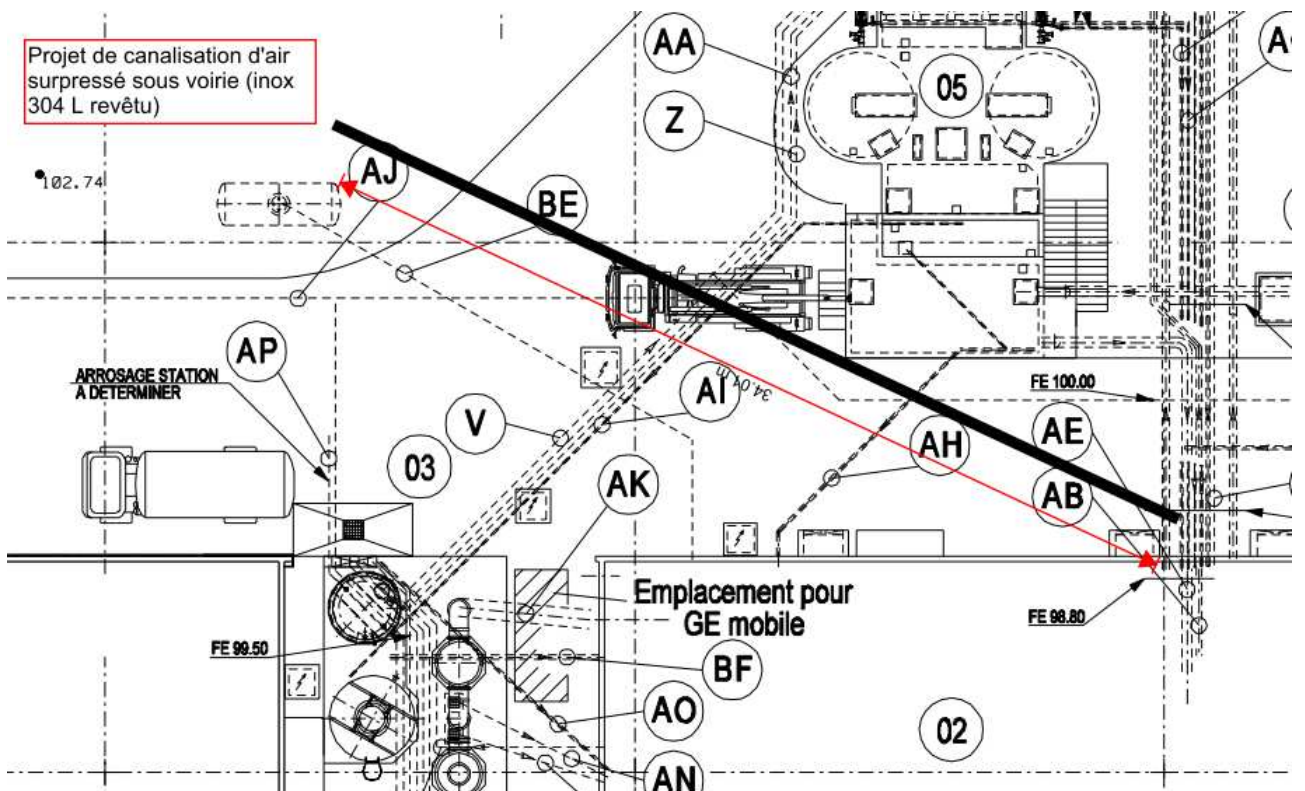 Projet de canalisation d'air
surpressé sous voirie (inox
304 L revêtu)
AA
Z
05
102.74
AJ
BE
AP
ARROSAGE STATION
A DETERMINER
AI
34.01 m
FE 100.00
V
03
AH
AE
AK
AB
Emplacement pour
GE mobile
FE 98.80
FE 99.50
BF
AO
02
AN